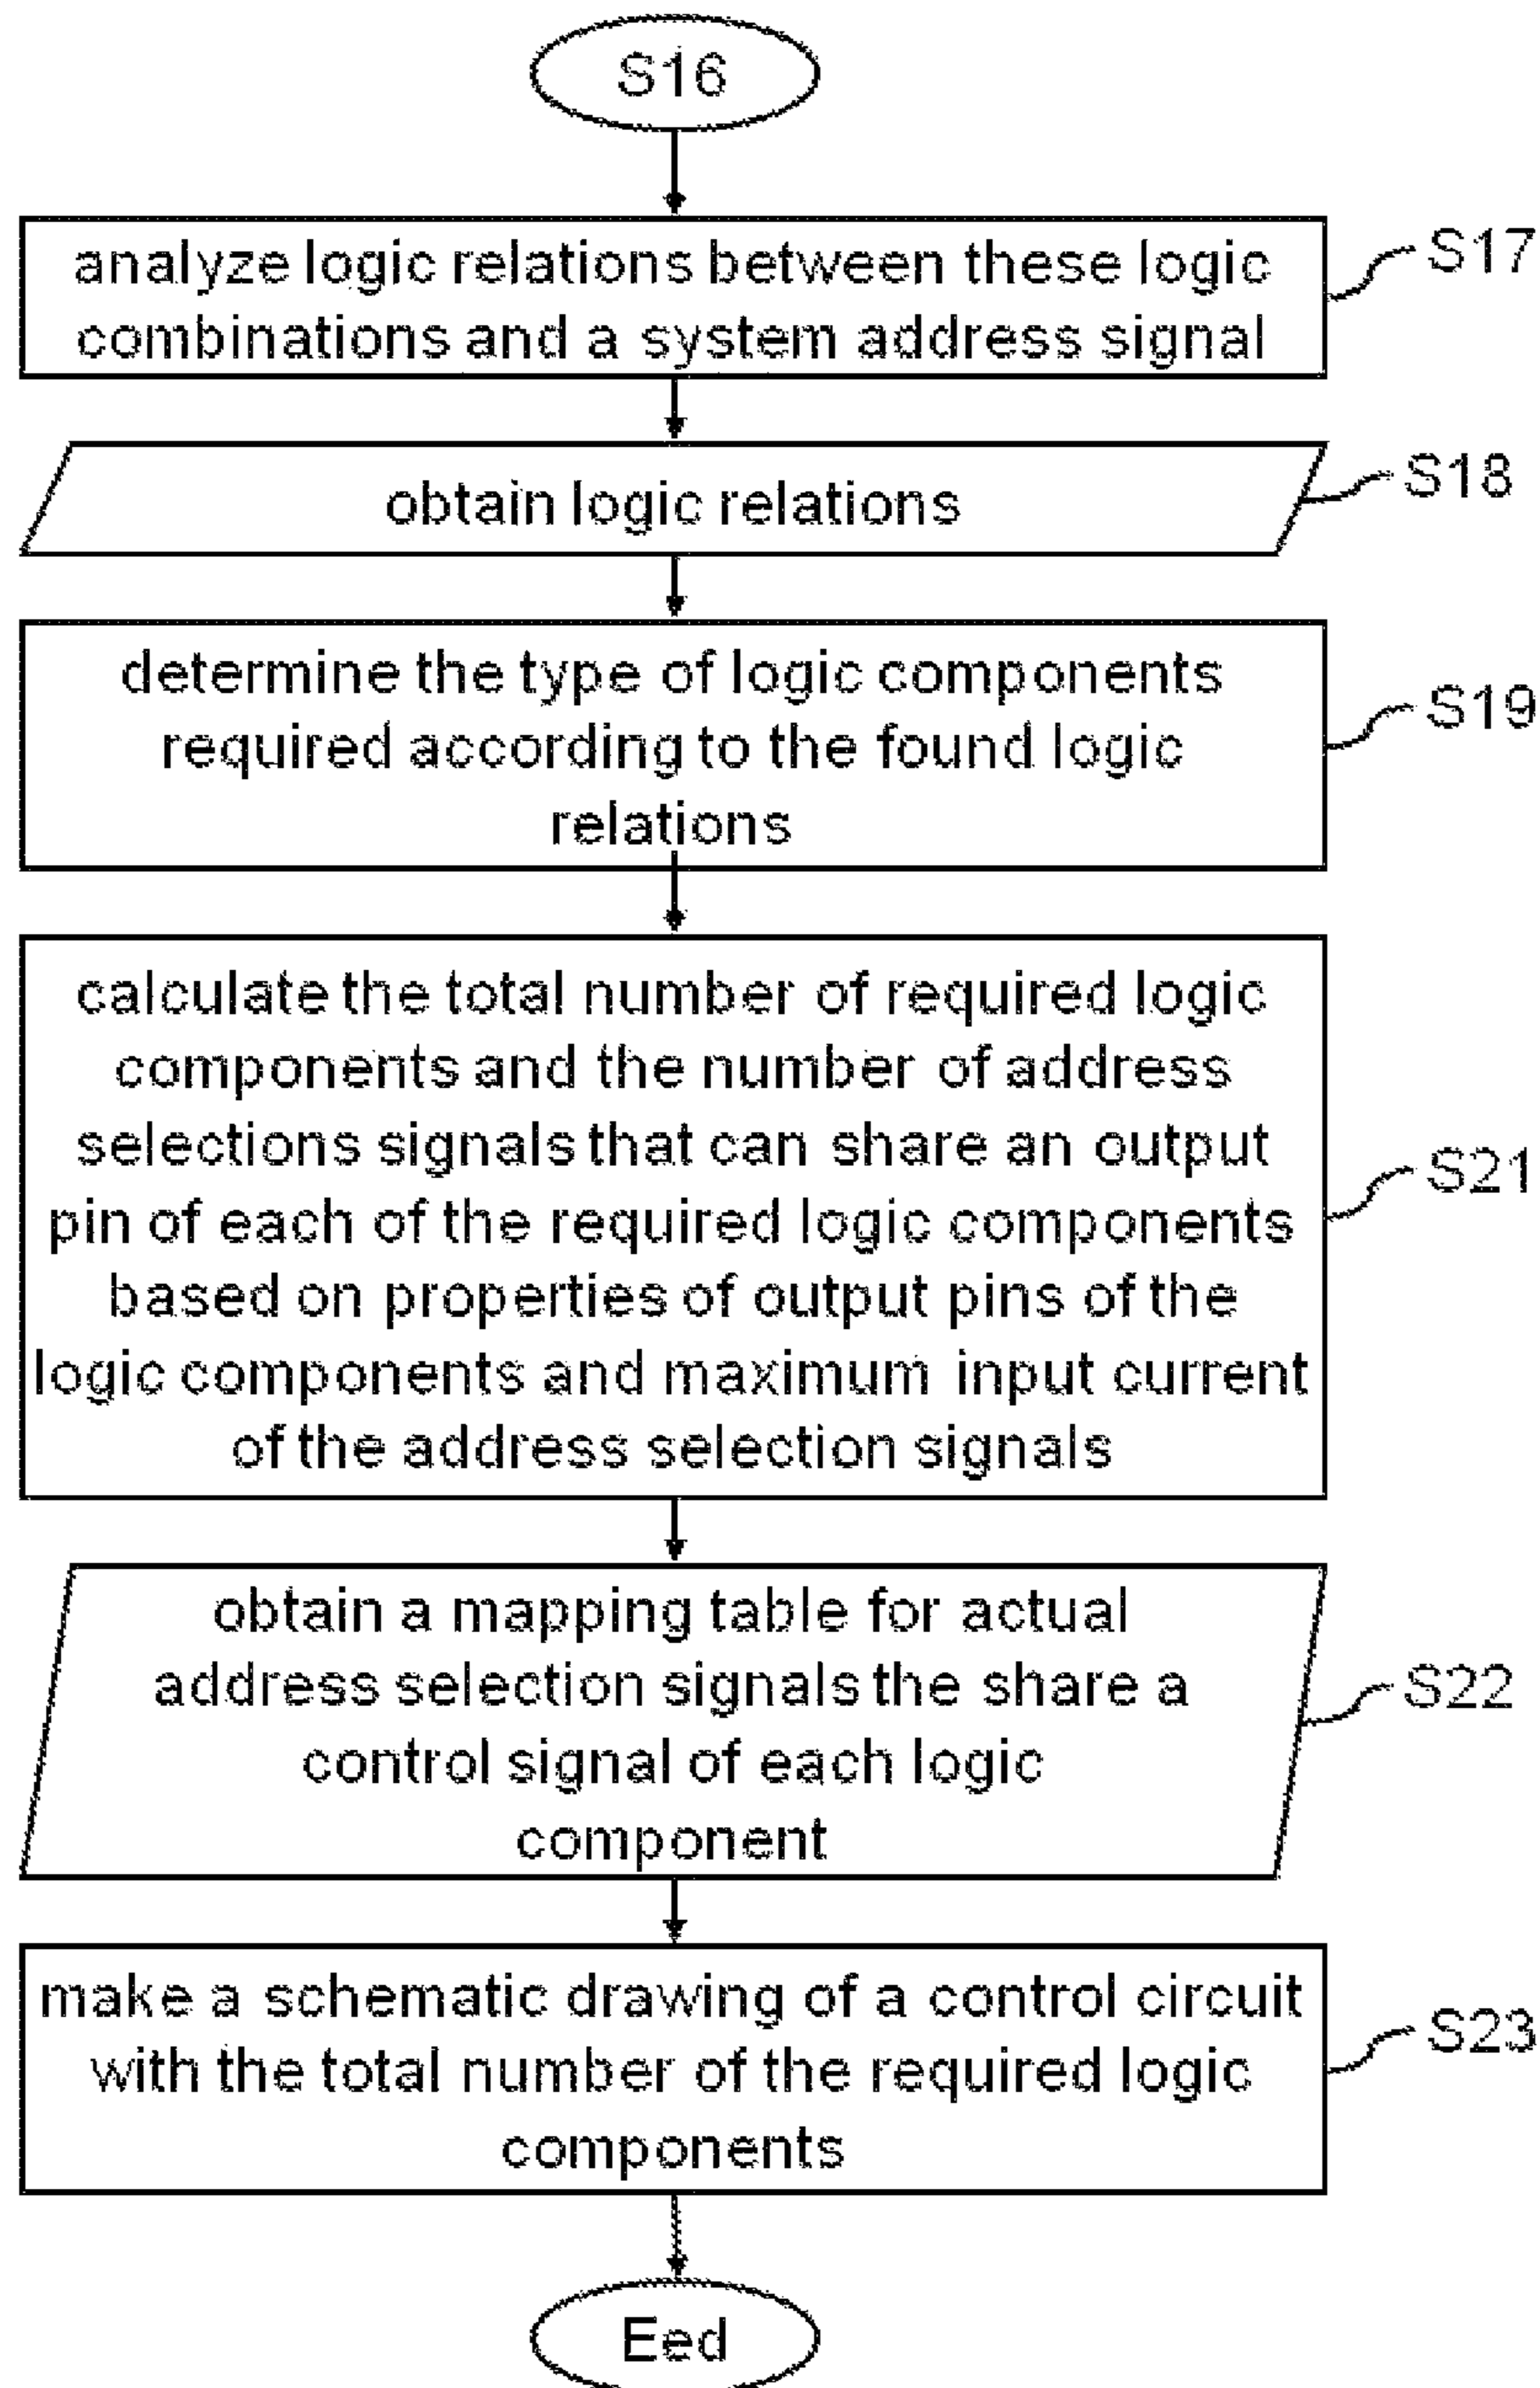 S16
analyze logic relations between these logic
combinations and a system address signal
S17
obtain logic relations
S18
determine the type of logic components
required according to the found logic
relations
S19
calculate the total number of required logic
components and the number of address
selections signals that can share an output
pin of each of the required logic components
based on properties of output pins of the
logic components and maximum input current
of the address selection signals
S21
obtain a mapping table for actual
address selection signals the share a
control signal of each logic
component
S22
make a schematic drawing of a control circuit
with the total number of the required logic
components
S23
Eed